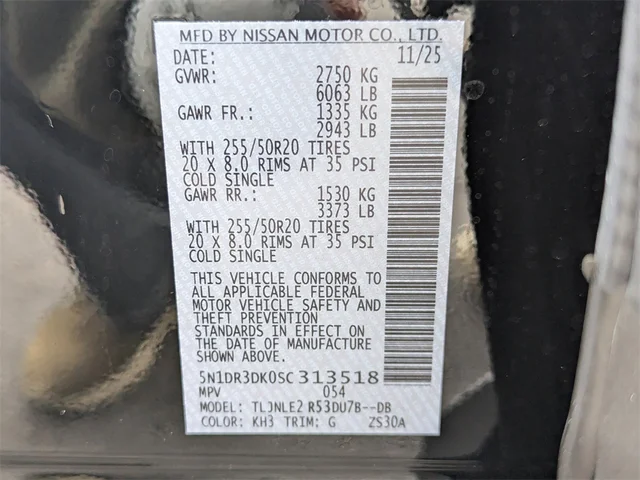 MFD BY NISSAN MOTOR CO., LTD.
DATE: 11/25
GVWR: 2750 KG
6063 LB
GAWR FR.: 1335 KG
2943 LB
WITH 255/50R20 TIRES
20 X 8.0 RIMS AT 35 PSI
COLD SINGLE
GAWR RR.: 1530 KG
3373 LB
WITH 255/50R20 TIRES
20 X 8.0 RIMS AT 35 PSI
COLD SINGLE
THIS VEHICLE CONFORMS TO
ALL APPLICABLE FEDERAL
MOTOR VEHICLE SAFETY AND
THEFT PREVENTION
STANDARDS IN EFFECT ON
THE DATE OF MANUFACTURE
SHOWN ABOVE.
5N1DR3DK0SC313518
MPV 054
MODEL: TLJNLE2 R53DU7B--DB
COLOR: KH3 TRIM: G ZS30A